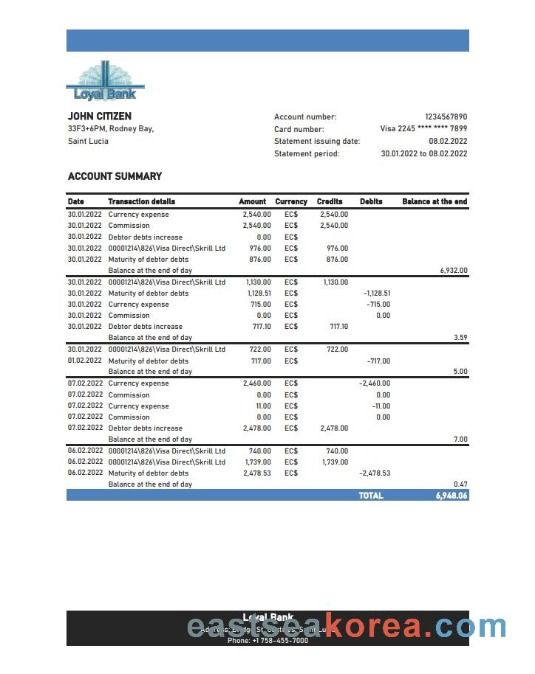 Loyal Bank
JOHN CITIZEN
33F3+6PM, Rodney Bay,
Saint Lucia
Account number: 1234567890
Card number: Visa 2245 **** **** 7899
Statement issuing date: 08.02.2022
Statement period: 30.01.2022 to 08.02.2022
ACCOUNT SUMMARY
Date Transaction details Amount Currency Credits Debits Balance at the end
30.01.2022 Currency expense 2,540.00 EC$ 2,540.00
30.01.2022 Commission 2,540.00 EC$ 2,540.00
30.01.2022 Debtor debts increase 0.00 EC$ 0.00
30.01.2022 00001214\826\Visa Direct\Skrill Ltd 976.00 EC$ 976.00
30.01.2022 Maturity of debtor debts 876.00 EC$ 876.00
Balance at the end of day 6,932.00
30.01.2022 00001214\826\Visa Direct\Skrill Ltd 1,130.00 EC$ 1,130.00
30.01.2022 Maturity of debtor debts 1,128.51 EC$ -1,128.51
30.01.2022 Currency expense 715.00 EC$ -715.00
30.01.2022 Commission 0.00 EC$ 0.00
30.01.2022 Debtor debts increase 717.10 EC$ 717.10
Balance at the end of day 3.59
30.01.2022 00001214\826\Visa Direct\Skrill Ltd 722.00 EC$ 722.00
01.02.2022 Maturity of debtor debts 717.00 EC$ -717.00
Balance at the end of day 5.00
07.02.2022 Currency expense 2,460.00 EC$ -2,460.00
07.02.2022 Commission 0.00 EC$ 0.00
07.02.2022 Currency expense 11.00 EC$ -11.00
07.02.2022 Commission 0.00 EC$ 0.00
07.02.2022 Debtor debts increase 2,478.00 EC$ 2,478.00
Balance at the end of day 7.00
06.02.2022 00001214\826\Visa Direct\Skrill Ltd 740.00 EC$ 740.00
06.02.2022 00001214\826\Visa Direct\Skrill Ltd 1,739.00 EC$ 1,739.00
06.02.2022 Maturity of debtor debts 2,478.53 EC$ -2,478.53
Balance at the end of day 0.47
TOTAL 6,948.06
Loyal Bank
eastseakorea.com
Phone: +1 758-455-7000